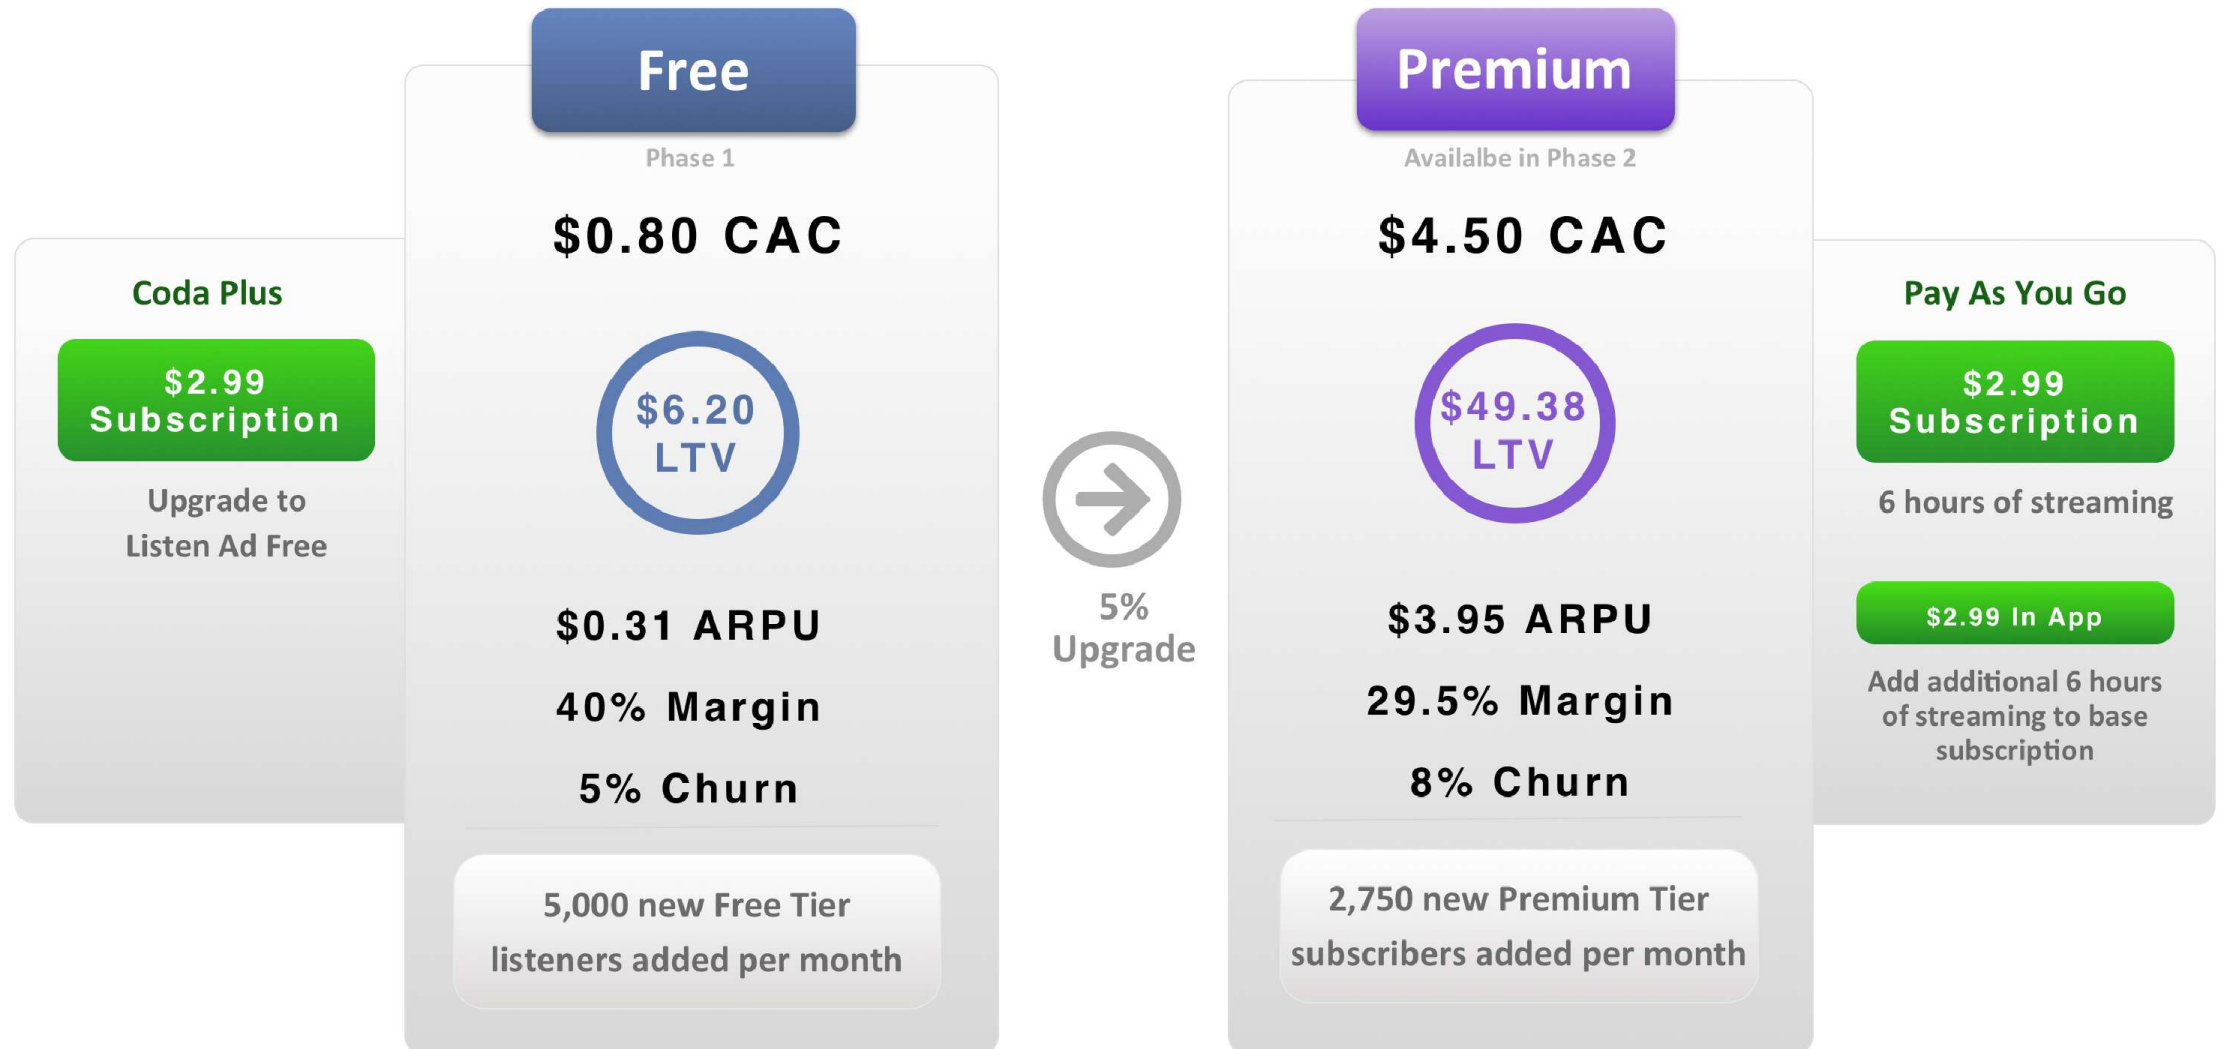 Free
Phase 1
$0.80 CAC
$6.20
LTV
$0.31 ARPU
40% Margin
5% Churn
5,000 new Free Tier
listeners added per month
Coda Plus
$2.99
Subscription
Upgrade to
Listen Ad Free
5%
Upgrade
Premium
Availalbe in Phase 2
$4.50 CAC
$49.38
LTV
$3.95 ARPU
29.5% Margin
8% Churn
2,750 new Premium Tier
subscribers added per month
Pay As You Go
$2.99
Subscription
6 hours of streaming
$2.99 In App
Add additional 6 hours
of streaming to base
subscription